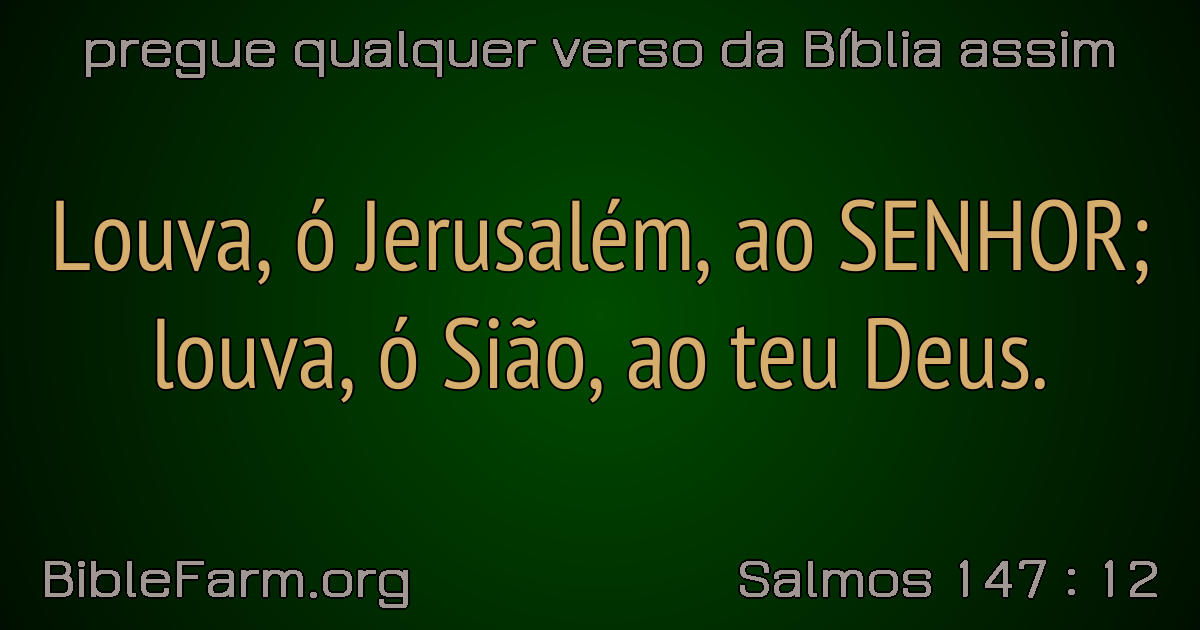 pregue qualquer verso da Bíblia assim
Louva, ó Jerusalém, ao SENHOR;
louva, ó Sião, ao teu Deus.
BibleFarm.org
Salmos 147 : 12